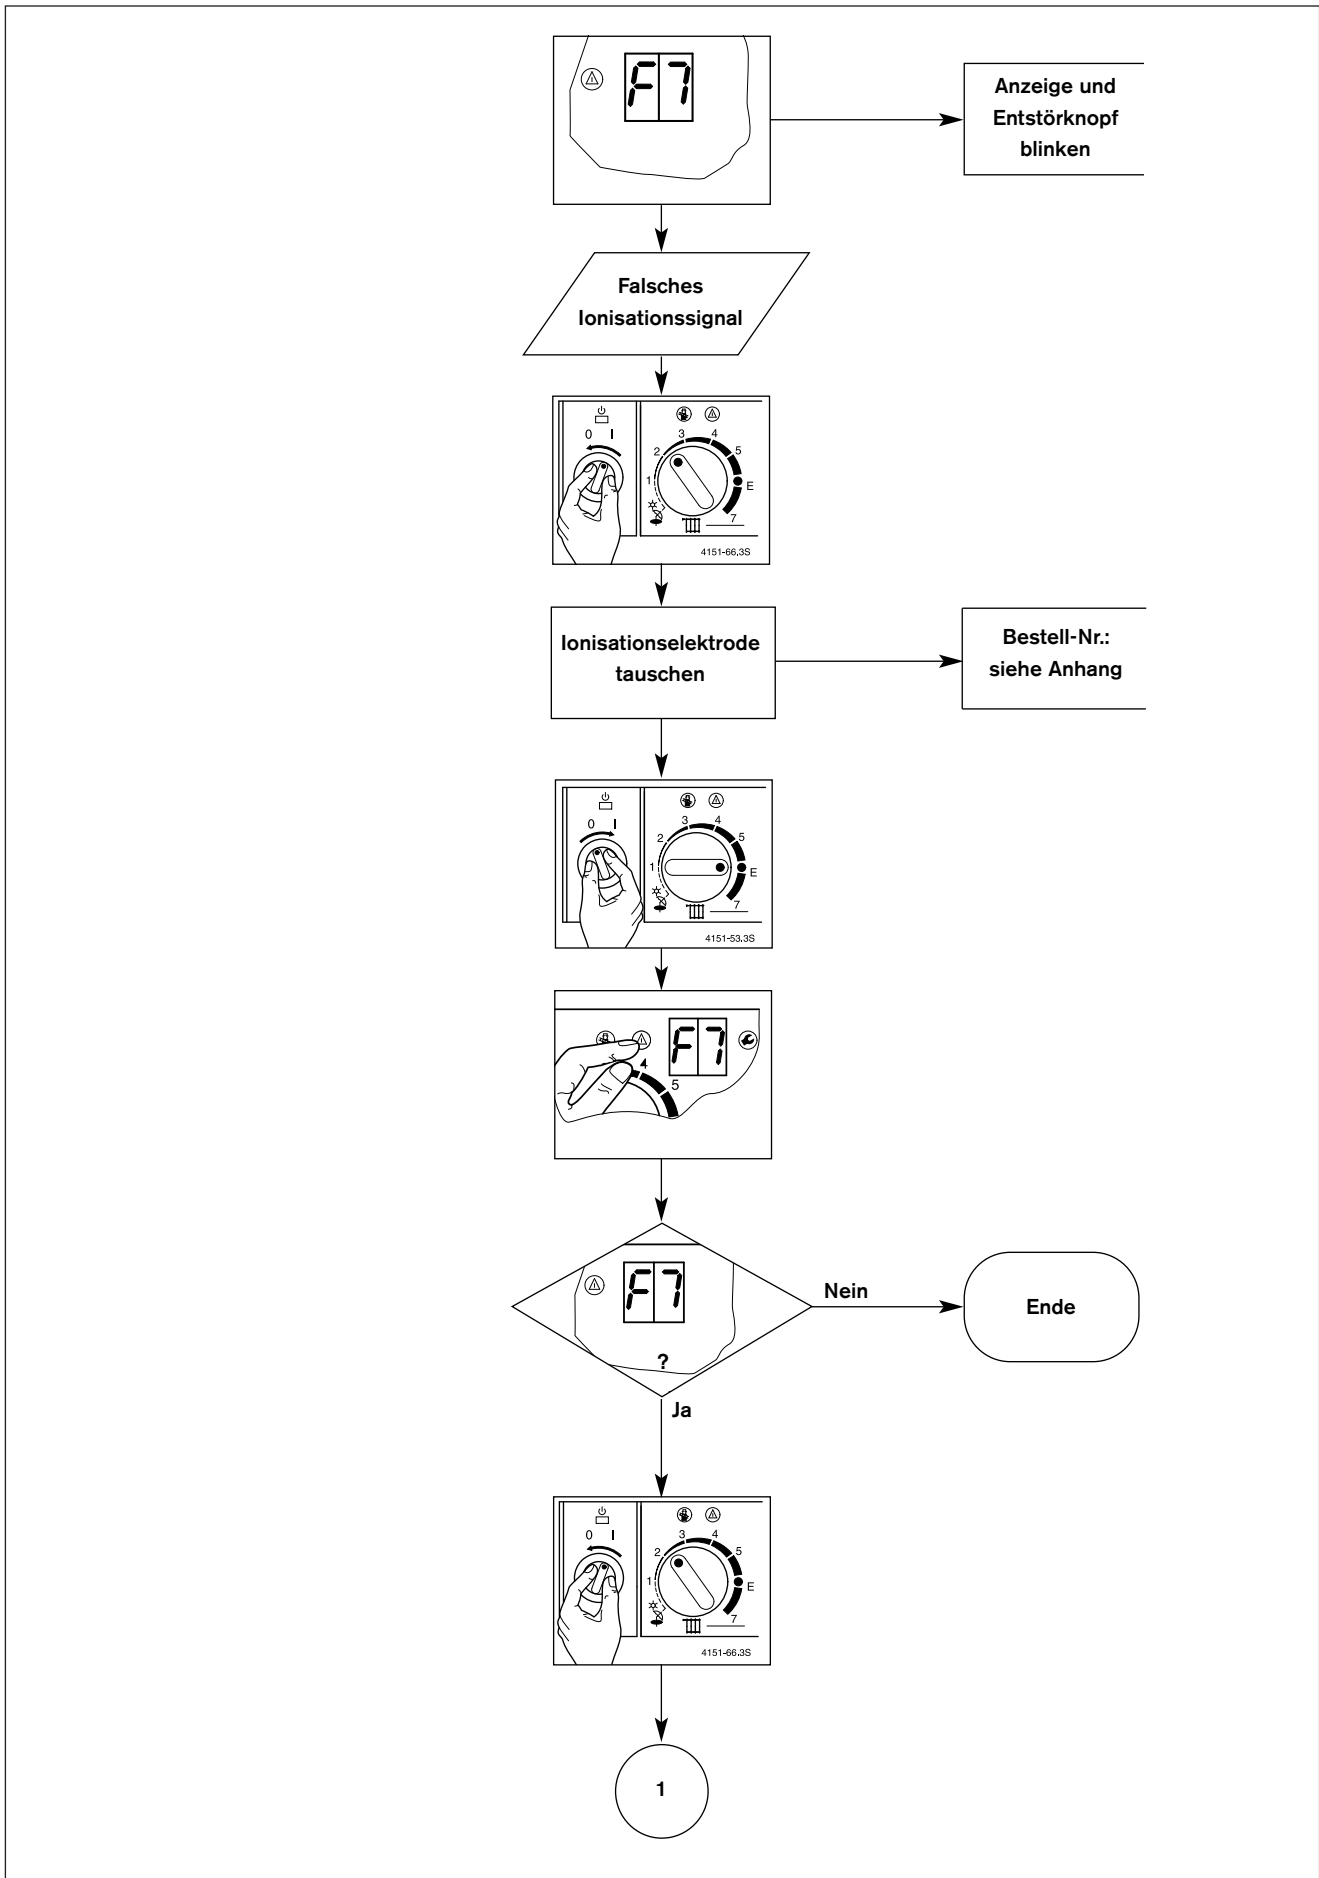 F7
Anzeige und
Entstörknopf
blinken
Falsches
Ionisationssignal
0 I
1
2
3
4
5
E
7
4151-66.3S
Ionisationselektrode
tauschen
Bestell-Nr.:
siehe Anhang
0 I
1
2
3
4
5
E
7
4151-53.3S
F7
4
5
F7
?
Nein
Ende
Ja
0 I
1
2
3
4
5
E
7
4151-66.3S
1